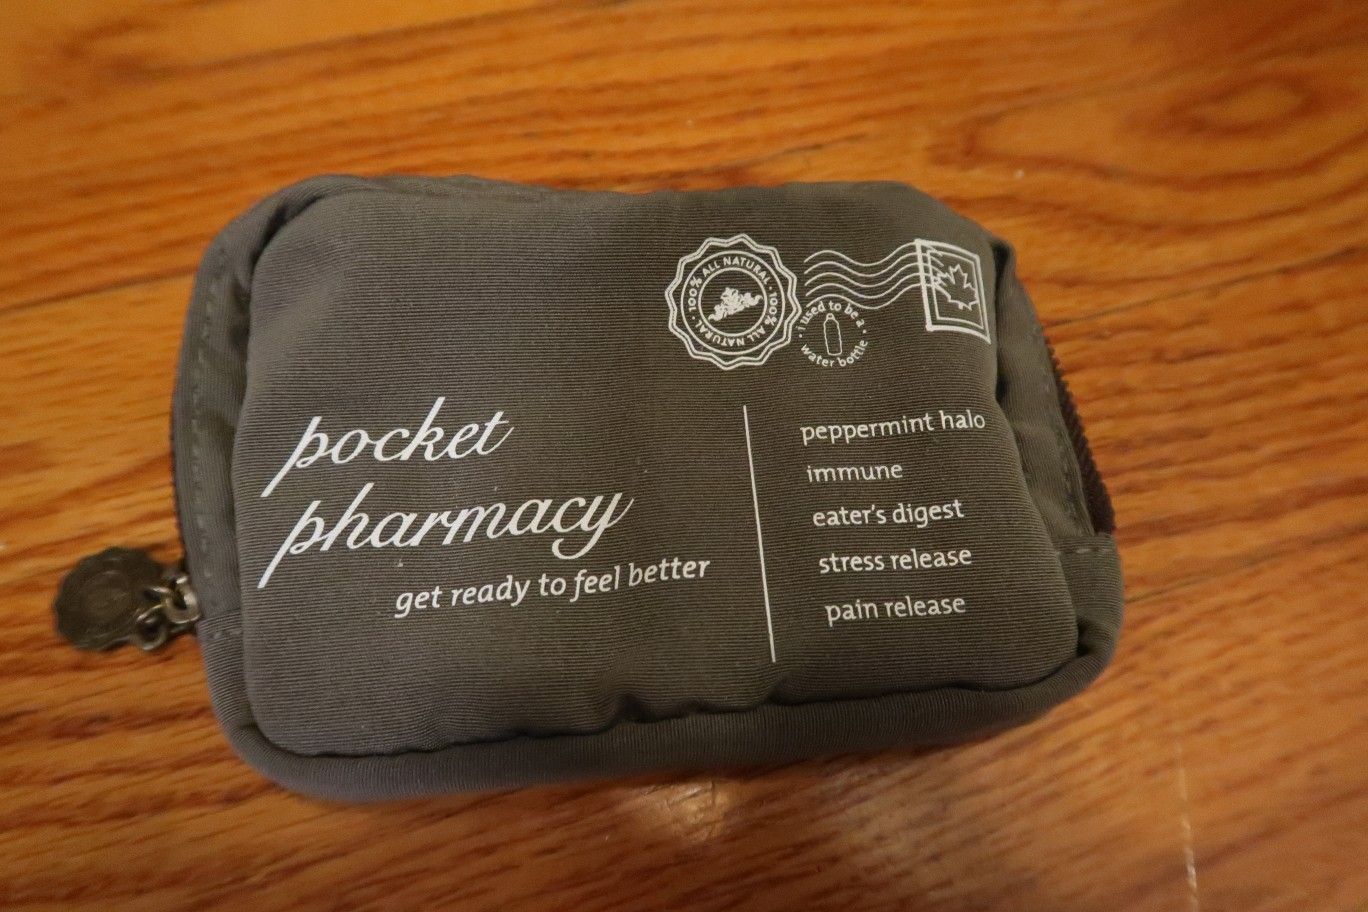 100% ALL NATURAL · 100% ALL NATURAL ·
· i used to be a ·
water bottle
pocket
pharmacy
get ready to feel better
peppermint halo
immune
eater's digest
stress release
pain release